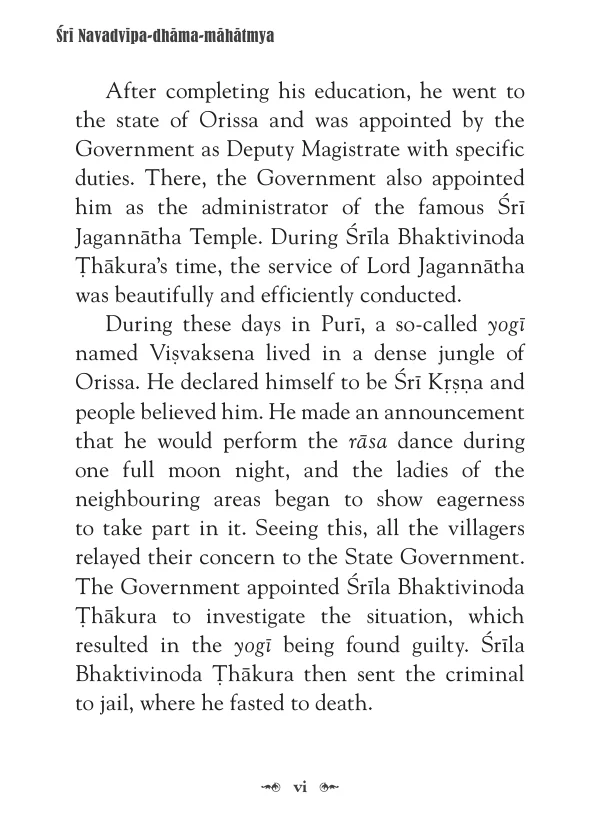 Śrī Navadvīpa-dhāma-māhātmya
After completing his education, he went to
the state of Orissa and was appointed by the
Government as Deputy Magistrate with specific
duties. There, the Government also appointed
him as the administrator of the famous Śrī
Jagannātha Temple. During Śrīla Bhaktivinoda
Ṭhākura's time, the service of Lord Jagannātha
was beautifully and efficiently conducted.
During these days in Purī, a so-called yogī
named Viṣvaksena lived in a dense jungle of
Orissa. He declared himself to be Śrī Kṛṣṇa and
people believed him. He made an announcement
that he would perform the rāsa dance during
one full moon night, and the ladies of the
neighbouring areas began to show eagerness
to take part in it. Seeing this, all the villagers
relayed their concern to the State Government.
The Government appointed Śrīla Bhaktivinoda
Ṭhākura to investigate the situation, which
resulted in the yogī being found guilty. Śrīla
Bhaktivinoda Ṭhākura then sent the criminal
to jail, where he fasted to death.
vi